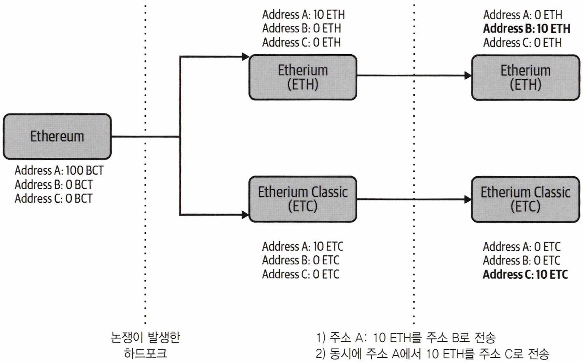 Address A: 10 ETH
Address B: 0 ETH
Address C: 0 ETH
Address A: 0 ETH
Address B: 10 ETH
Address C: 0 ETH
Etherium
(ETH)
Etherium
(ETH)
Ethereum
Address A: 100 BCT
Address B: 0 BCT
Address C: 0 BCT
Etherium Classic
(ETC)
Etherium Classic
(ETC)
Address A: 10 ETC
Address B: 0 ETC
Address C: 0 ETC
Address A: 0 ETC
Address B: 0 ETC
Address C: 10 ETC
논쟁이 발생한
하드포크
1) 주소 A: 10 ETH를 주소 B로 전송
2) 동시에 주소 A에서 10 ETH를 주소 C로 전송